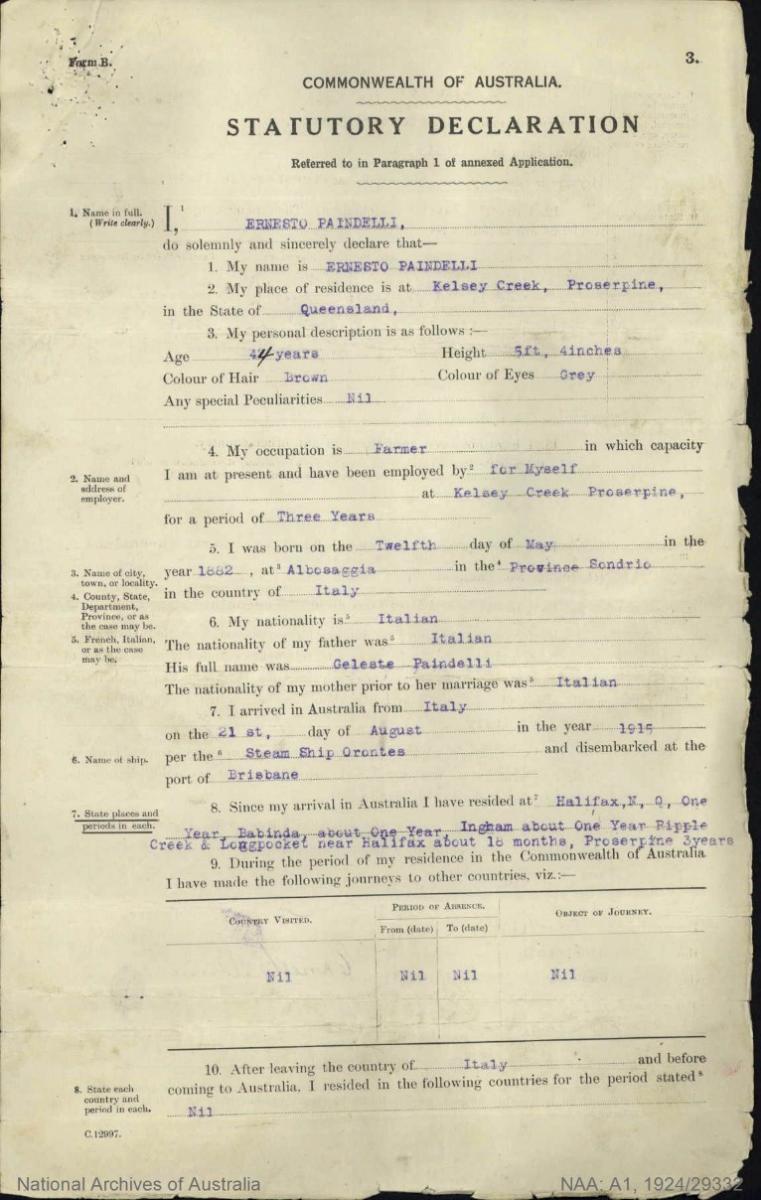 Form B.
3.
COMMONWEALTH OF AUSTRALIA.
STATUTORY DECLARATION
Referred to in Paragraph 1 of annexed Application.
1. Name in full.
(Write clearly.)
I,¹ ERNESTO PAINDELLI,
do solemnly and sincerely declare that—
1. My name is ERNESTO PAINDELLI
2. My place of residence is at Kelsey Creek, Proserpine,
in the State of Queensland,
3. My personal description is as follows :—
Age 44 years Height 5ft, 4inches
Colour of Hair Brown Colour of Eyes Grey
Any special Peculiarities Nil
4. My occupation is Farmer in which capacity
2. Name and
address of
employer.
I am at present and have been employed by² for Myself
at Kelsey Creek Proserpine,
for a period of Three Years
5. I was born on the Twelfth day of May in the
3. Name of city,
town, or locality.
year 1882 , at³ Albosaggia in the⁴ Province Sondrio
4. County, State,
Department,
Province, or as
the case may be.
in the country of Italy
6. My nationality is⁵ Italian
5. French, Italian,
or as the case
may be.
The nationality of my father was⁵ Italian
His full name was Celeste Paindelli
The nationality of my mother prior to her marriage was⁵ Italian
7. I arrived in Australia from Italy
on the 21 st, day of August in the year 1915
6. Name of ship.
per the⁶ Steam Ship Orontes and disembarked at the
port of Brisbane
7. State places and
periods in each.
8. Since my arrival in Australia I have resided at⁷ Halifax,N, Q, One
Year, Babinda, about One Year, Ingham about One Year Ripple
Creek & Longpocket near Halifax about 18 months, Proserpine 3years
9. During the period of my residence in the Commonwealth of Australia
I have made the following journeys to other countries, viz.:—
COUNTRY VISITED. PERIOD OF ABSENCE. OBJECT OF JOURNEY.
From (date) To (date)
Nil Nil Nil Nil
10. After leaving the country of Italy and before
8. State each
country and
period in each.
coming to Australia, I resided in the following countries for the period stated⁸
Nil
C.12997.
National Archives of Australia
NAA: A1, 1924/29332